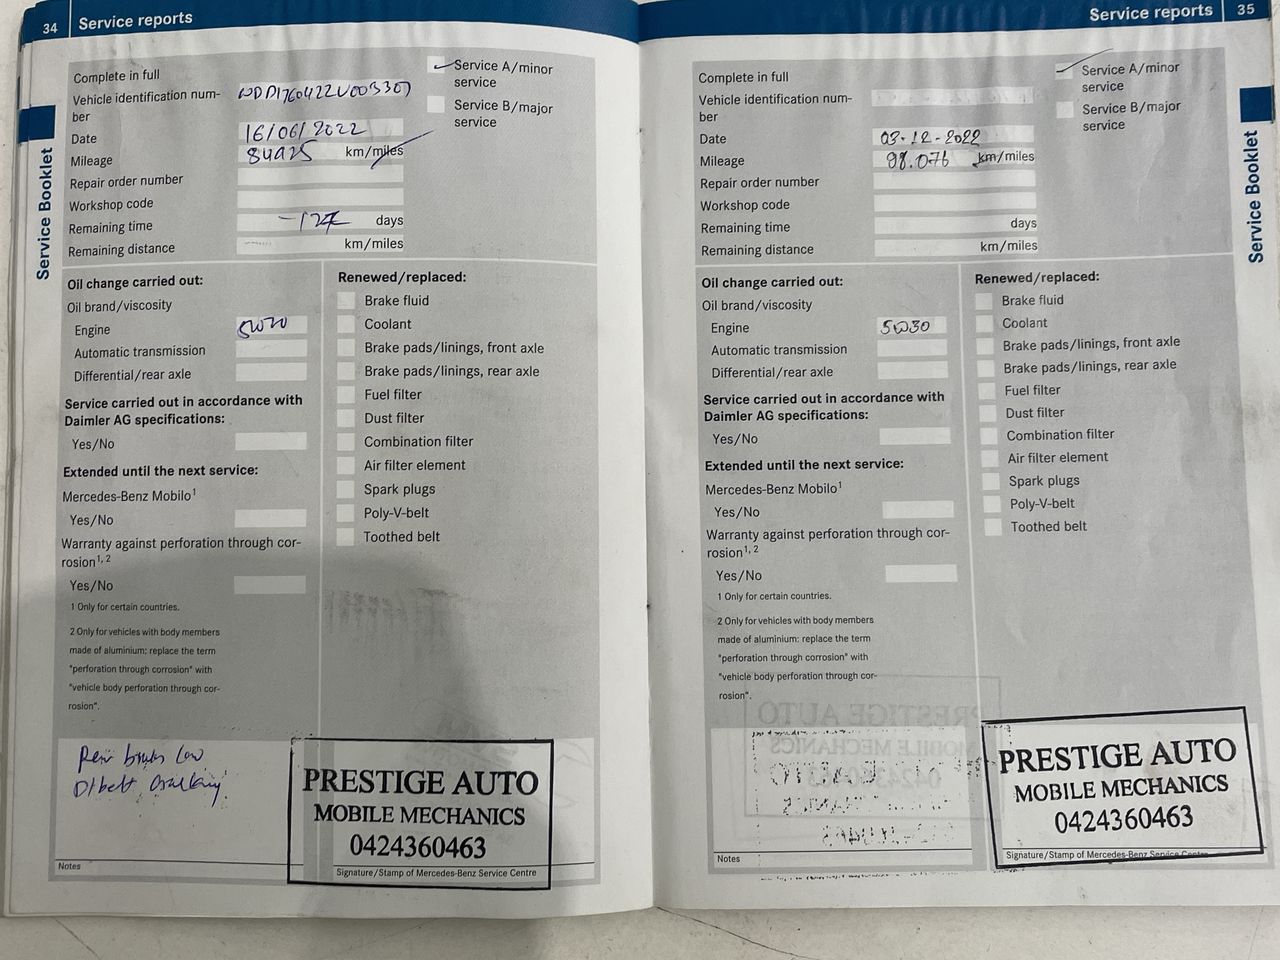 34 Service reports
Complete in full
Service A/minor service
Vehicle identification num-
ber
Service B/major service
Date 16/06/2022
Mileage 84925 km/miles
Repair order number
Workshop code
Remaining time -127 days
Remaining distance km/miles
Service Booklet
Oil change carried out:
Oil brand/viscosity
Engine
Automatic transmission
Differential/rear axle
Service carried out in accordance with
Daimler AG specifications:
Yes/No
Extended until the next service:
Mercedes-Benz Mobilo1
Yes/No
Warranty against perforation through cor-
rosion1, 2
Yes/No
1 Only for certain countries.
2 Only for vehicles with body members
made of aluminium: replace the term
"perforation through corrosion" with
"vehicle body perforation through cor-
rosion".
Renewed/replaced:
Brake fluid
Coolant
Brake pads/linings, front axle
Brake pads/linings, rear axle
Fuel filter
Dust filter
Combination filter
Air filter element
Spark plugs
Poly-V-belt
Toothed belt
Rear brakes low
D/belt cracking
Notes
PRESTIGE AUTO
MOBILE MECHANICS
0424360463
Signature/Stamp of Mercedes-Benz Service Centre
Service reports 35
Complete in full
Service A/minor service
Vehicle identification num-
ber
Service B/major service
Date 03-12-2022
Mileage 98.076 km/miles
Repair order number
Workshop code
Remaining time days
Remaining distance km/miles
Service Booklet
Oil change carried out:
Oil brand/viscosity
Engine 5W30
Automatic transmission
Differential/rear axle
Service carried out in accordance with
Daimler AG specifications:
Yes/No
Extended until the next service:
Mercedes-Benz Mobilo1
Yes/No
Warranty against perforation through cor-
rosion1, 2
Yes/No
1 Only for certain countries.
2 Only for vehicles with body members
made of aluminium: replace the term
"perforation through corrosion" with
"vehicle body perforation through cor-
rosion".
Renewed/replaced:
Brake fluid
Coolant
Brake pads/linings, front axle
Brake pads/linings, rear axle
Fuel filter
Dust filter
Combination filter
Air filter element
Spark plugs
Poly-V-belt
Toothed belt
Notes
PRESTIGE AUTO
MOBILE MECHANICS
0424360463
Signature/Stamp of Mercedes-Benz Service Centre